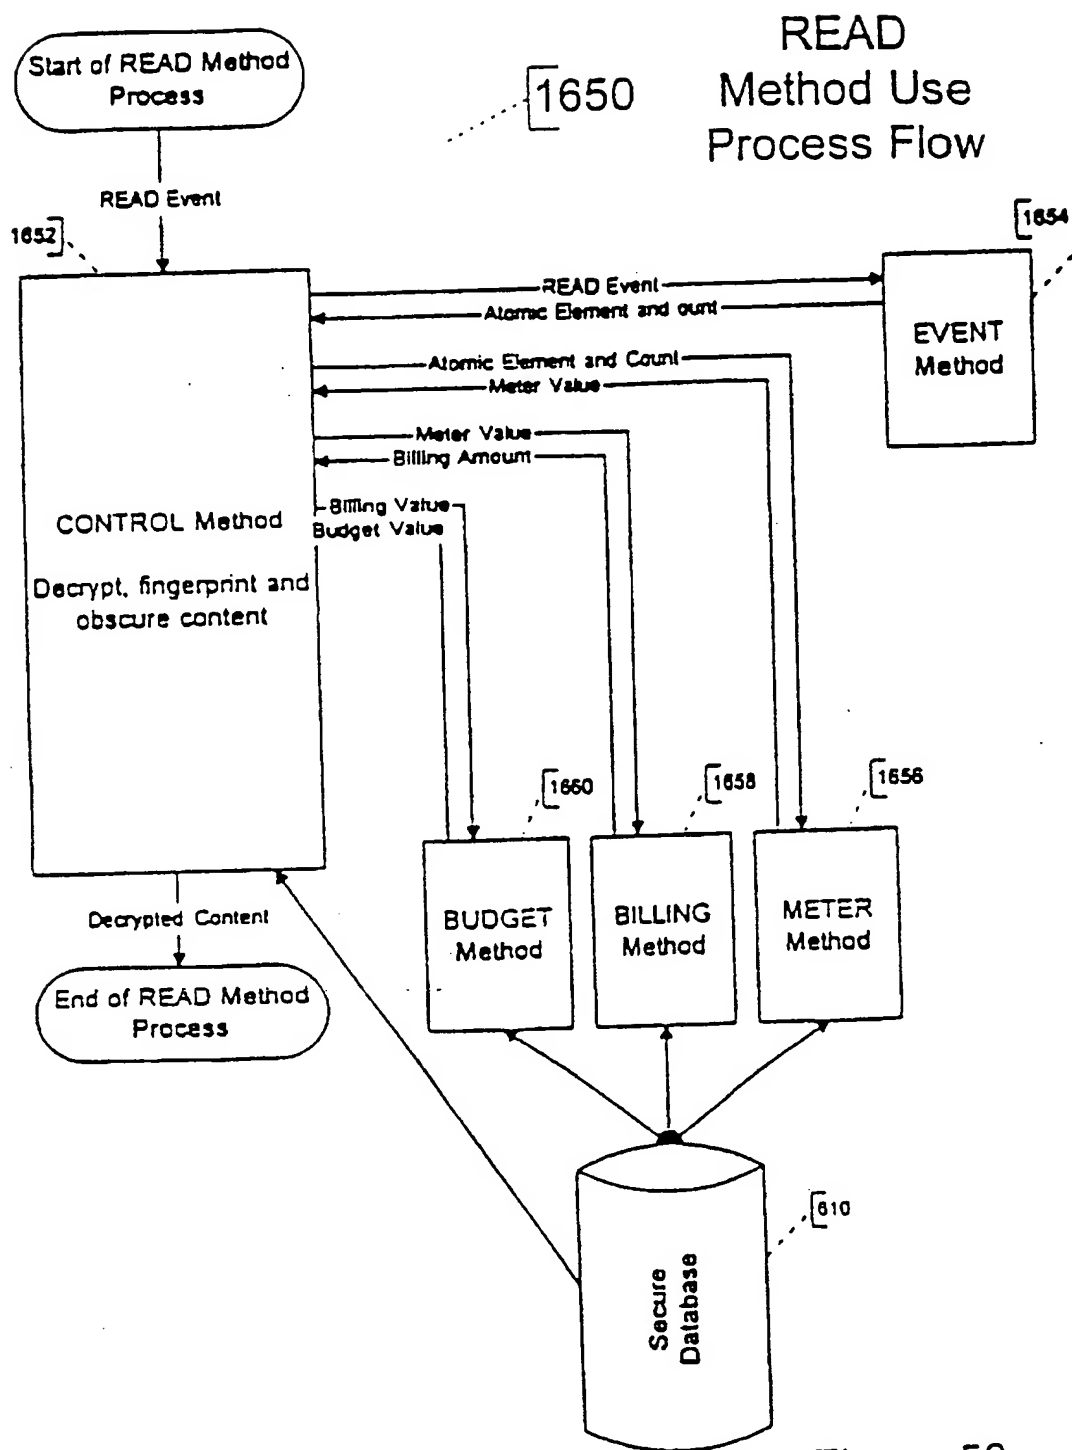 READ
Method Use
Process Flow
1650
Start of READ Method
Process
READ Event
1652
1654
READ Event
Atomic Element and ount
EVENT
Method
Atomic Element and Count
Meter Value
Meter Value
Billing Amount
Billing Value
Budget Value
CONTROL Method
Decrypt, fingerprint and
obscure content
1660
1658
1656
BUDGET
Method
BILLING
Method
METER
Method
Decrypted Content
End of READ Method
Process
610
Secure
Database